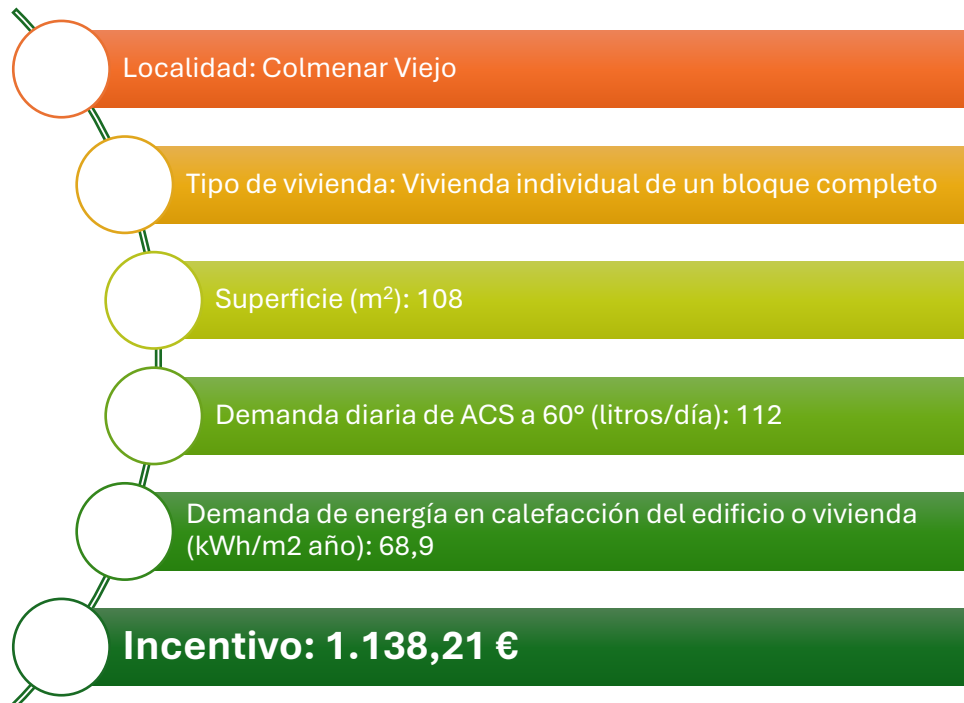 Localidad: Colmenar Viejo
Tipo de vivienda: Vivienda individual de un bloque completo
Superficie (m²): 108
Demanda diaria de ACS a 60° (litros/día): 112
Demanda de energía en calefacción del edificio o vivienda
(kWh/m2 año): 68,9
Incentivo: 1.138,21 €